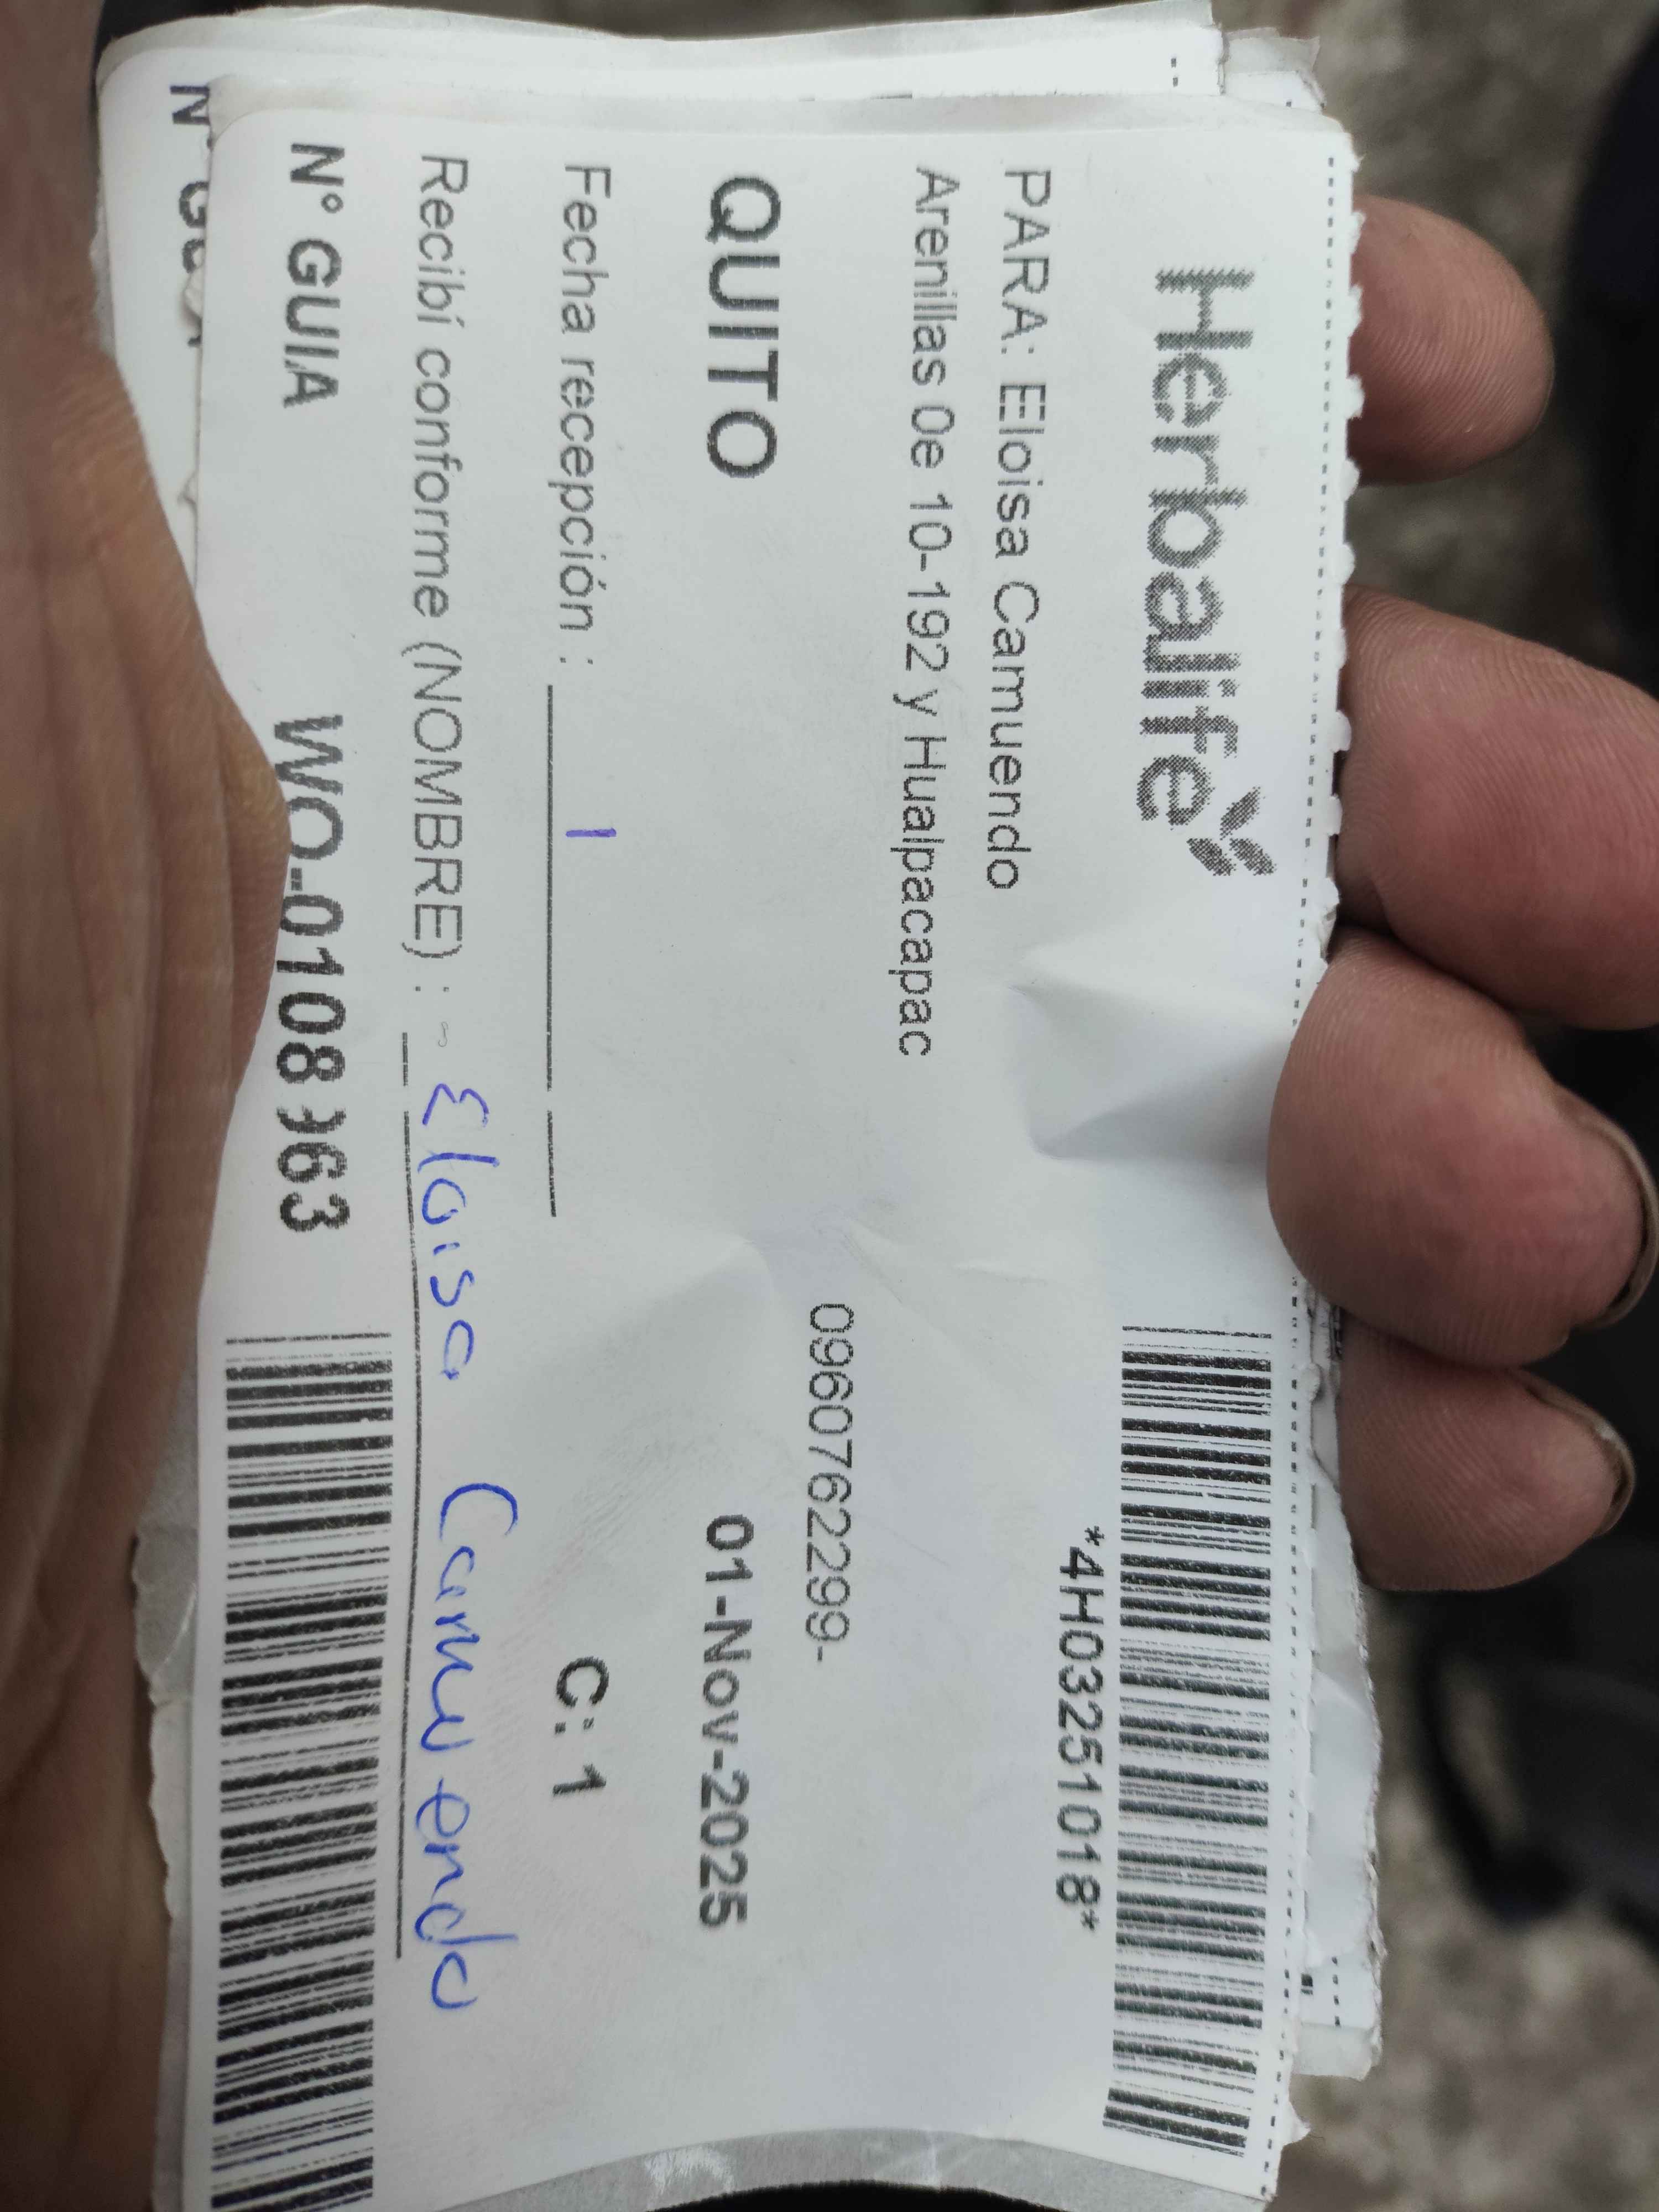 Herbalife
*4H03251018*
PARA: Eloisa Camuendo
Arenillas Oe 10-192 y Hualpacapac
0960762299-
QUITO
01-Nov-2025
Fecha recepción :
C: 1
Recibí conforme (NOMBRE) : Eloisa Camuendo
N° GUIA